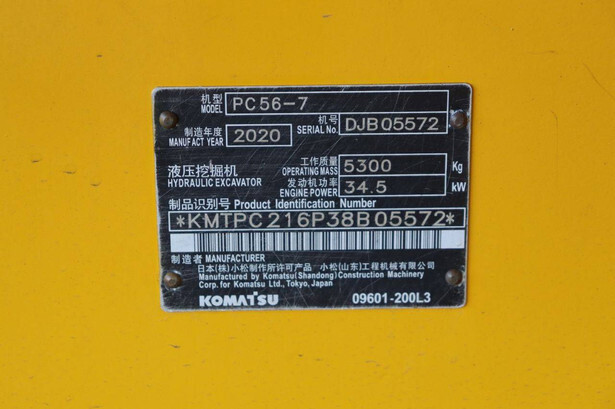 机型 MODEL PC56-7
机号 SERIAL No. DJB05572
制造年度 MANUFACT YEAR 2020
工作质量 OPERATING MASS 5300 Kg
液压挖掘机 HYDRAULIC EXCAVATOR
发动机功率 ENGINE POWER 34.5 kW
制品识别号 Product Identification Number
*KMTPC216P38B05572*
制造者 MANUFACTURER
日本(株)小松制作所许可产品 小松(山东)工程机械有限公司
Manufactured by Komatsu(Shandong)Construction Machinery
Corp. for Komatsu Ltd., Tokyo, Japan
KOMATSU 09601-200L3